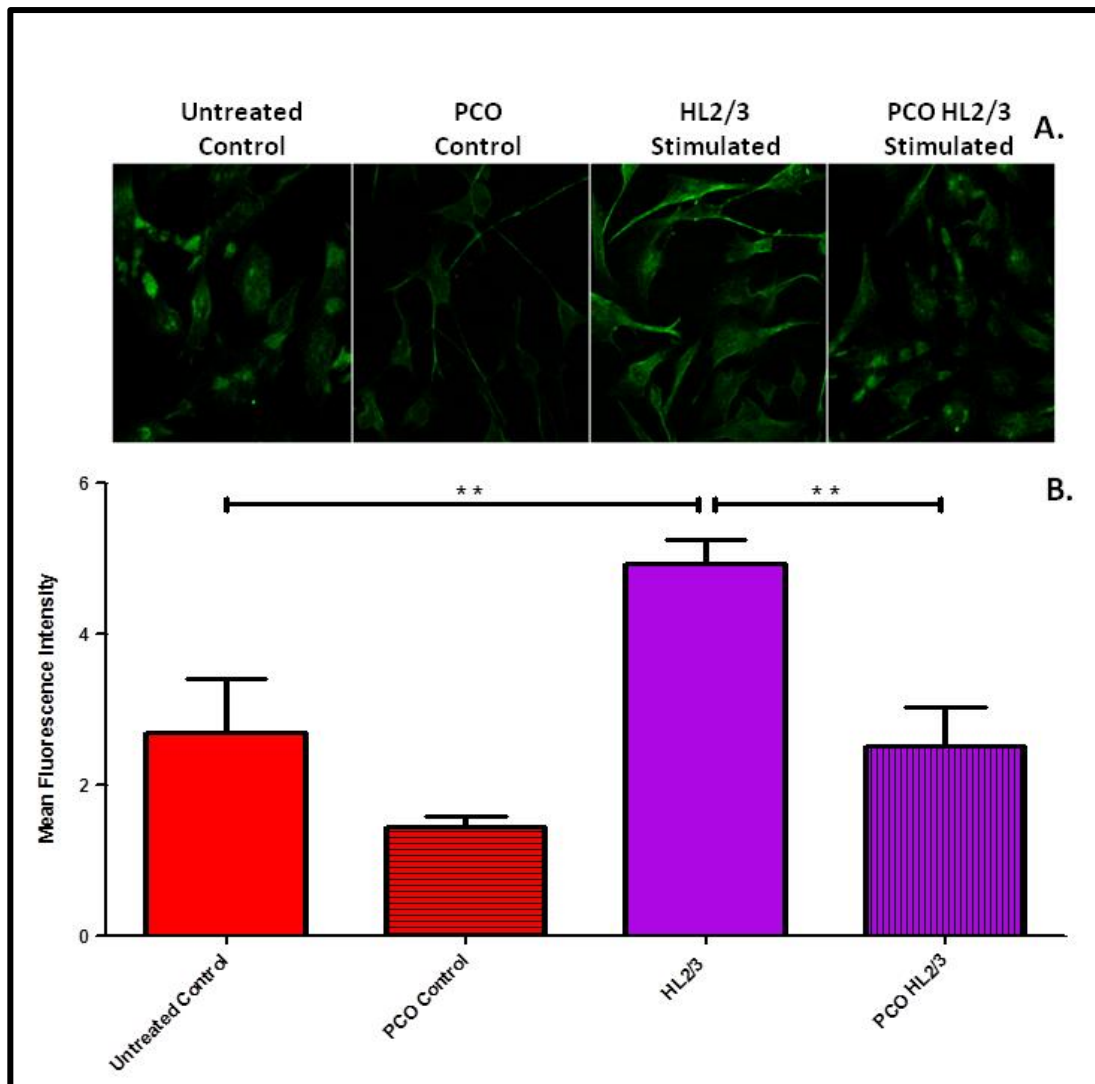 Untreated
Control
PCO
Control
HL2/3
Stimulated
PCO HL2/3
Stimulated
A.
B.
6
4
2
0
Mean Fluorescence Intensity
**
**
Untreated Control
PCO Control
HL2/3
PCO HL2/3